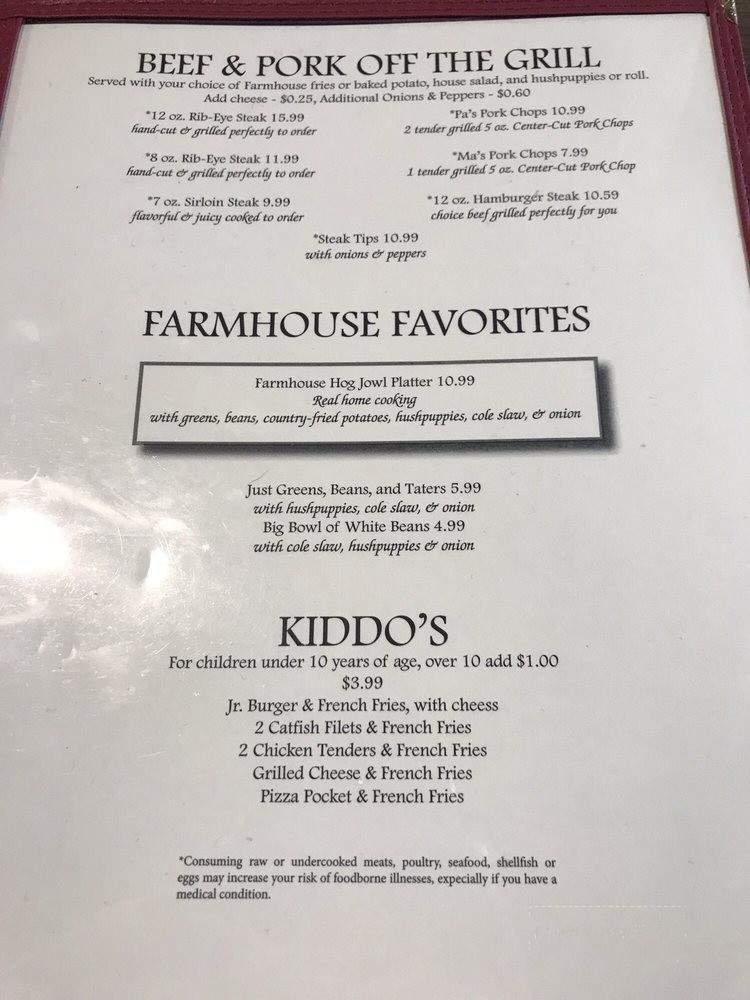 BEEF & PORK OFF THE GRILL
Served with your choice of Farmhouse fries or baked potato, house salad, and hushpuppies or roll.
Add cheese - $0.25, Additional Onions & Peppers - $0.60
*12 oz. Rib-Eye Steak 15.99
hand-cut & grilled perfectly to order
*8 oz. Rib-Eye Steak 11.99
hand-cut & grilled perfectly to order
*7 oz. Sirloin Steak 9.99
flavorful & juicy cooked to order
*Pa's Pork Chops 10.99
2 tender grilled 5 oz. Center-Cut Pork Chops
*Ma's Pork Chops 7.99
1 tender grilled 5 oz. Center-Cut Pork Chop
*12 oz. Hamburger Steak 10.59
choice beef grilled perfectly for you
*Steak Tips 10.99
with onions & peppers
FARMHOUSE FAVORITES
Farmhouse Hog Jowl Platter 10.99
Real home cooking
with greens, beans, country-fried potatoes, hushpuppies, cole slaw, & onion
Just Greens, Beans, and Taters 5.99
with hushpuppies, cole slaw, & onion
Big Bowl of White Beans 4.99
with cole slaw, hushpuppies & onion
KIDDO'S
For children under 10 years of age, over 10 add $1.00
$3.99
Jr. Burger & French Fries, with cheess
2 Catfish Filets & French Fries
2 Chicken Tenders & French Fries
Grilled Cheese & French Fries
Pizza Pocket & French Fries
*Consuming raw or undercooked meats, poultry, seafood, shellfish or
eggs may increase your risk of foodborne illnesses, expecially if you have a
medical condition.